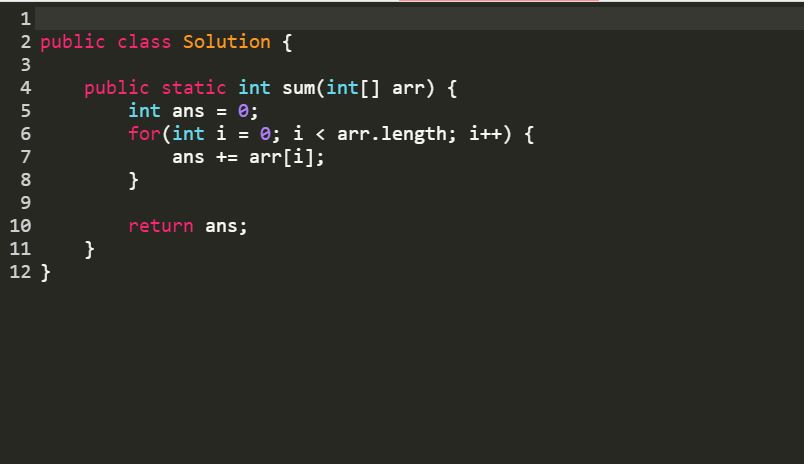 1
2 public class Solution {
3
4     public static int sum(int[] arr) {
5         int ans = 0;
6         for(int i = 0; i < arr.length; i++) {
7             ans += arr[i];
8         }
9
10         return ans;
11     }
12 }